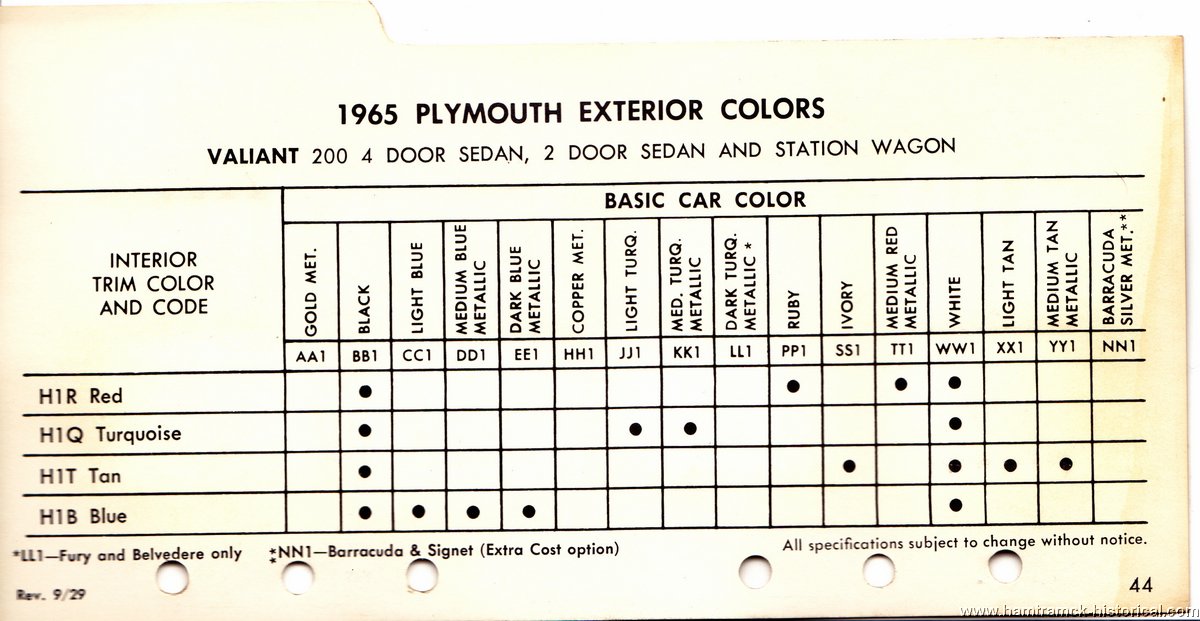 1965 PLYMOUTH EXTERIOR COLORS
VALIANT 200 4 DOOR SEDAN, 2 DOOR SEDAN AND STATION WAGON
INTERIOR
TRIM COLOR
AND CODE
BASIC CAR COLOR
GOLD MET.
BLACK
LIGHT BLUE
MEDIUM BLUE
METALLIC
DARK BLUE
METALLIC
COPPER MET.
LIGHT TURQ.
MED. TURQ.
METALLIC
DARK TURQ.
METALLIC *
RUBY
IVORY
MEDIUM RED
METALLIC
WHITE
LIGHT TAN
MEDIUM TAN
METALLIC
BARRACUDA
SILVER MET.**
AA1 BB1 CC1 DD1 EE1 HH1 JJ1 KK1 LL1 PP1 SS1 TT1 WW1 XX1 YY1 NN1
H1R Red ● ● ● ●
H1Q Turquoise ● ● ● ●
H1T Tan ● ● ● ● ●
H1B Blue ● ● ● ● ●
*LL1—Fury and Belvedere only **NN1—Barracuda & Signet (Extra Cost option) All specifications subject to change without notice.
Rev. 9/29
44
www.hamtramck-historical.com